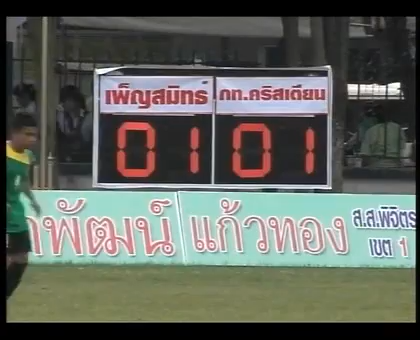 เพ็ญสมิทธ์ กท.คริสเตียน
01 01
พัฒน์ แก้วทอง ส.ส.พิจิตร
เขต 1